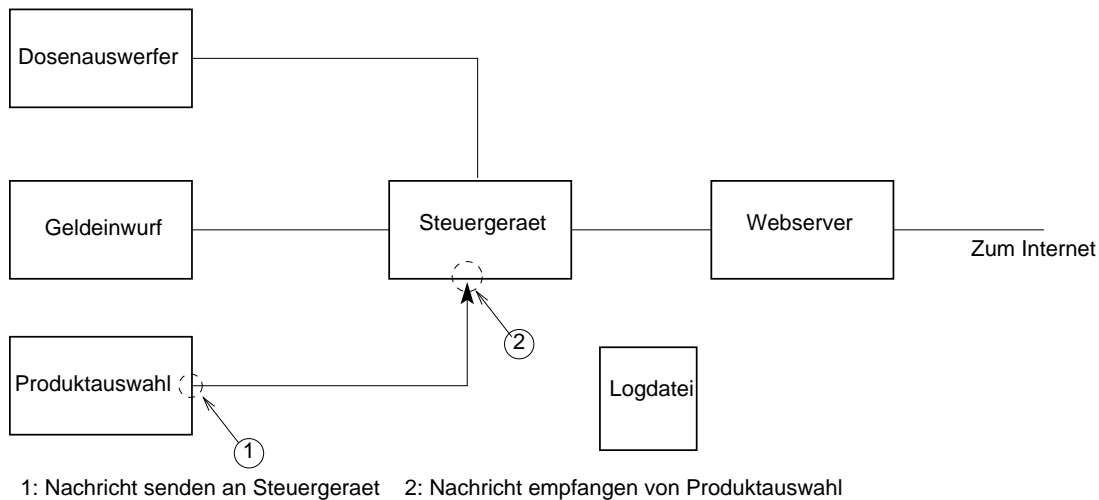 Dosenauswerfer
Geldeinwurf
Steuergeraet
Webserver
Zum Internet
2
Produktauswahl
Logdatei
1
1: Nachricht senden an Steuergeraet 2: Nachricht empfangen von Produktauswahl